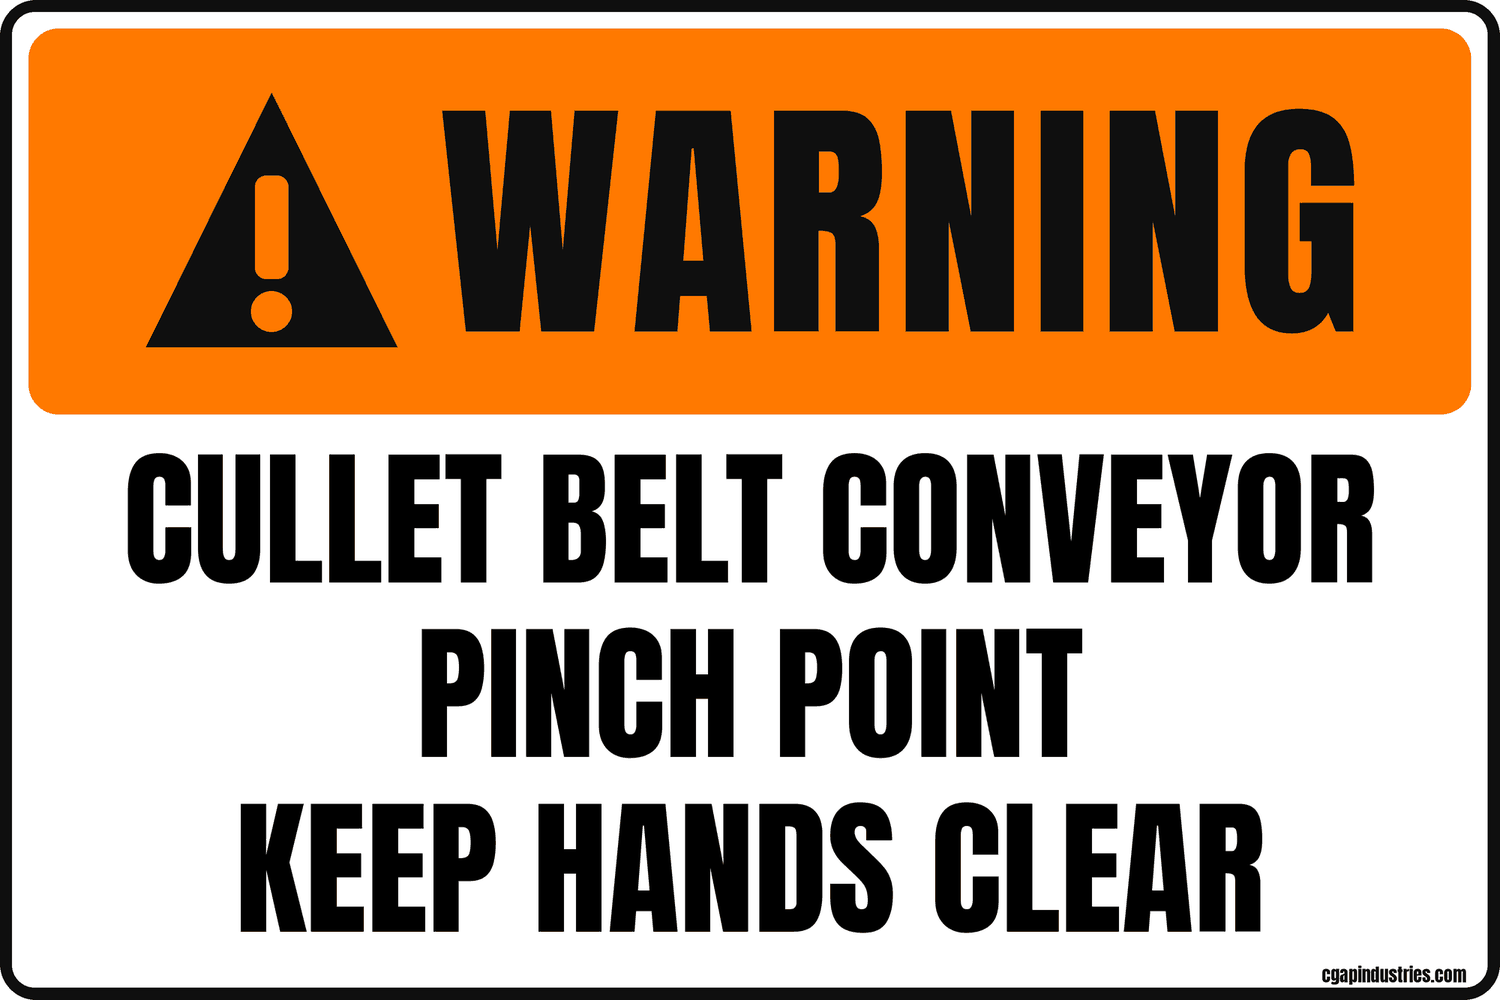 WARNING
CULLET BELT CONVEYOR
PINCH POINT
KEEP HANDS CLEAR
cgapindustries.com